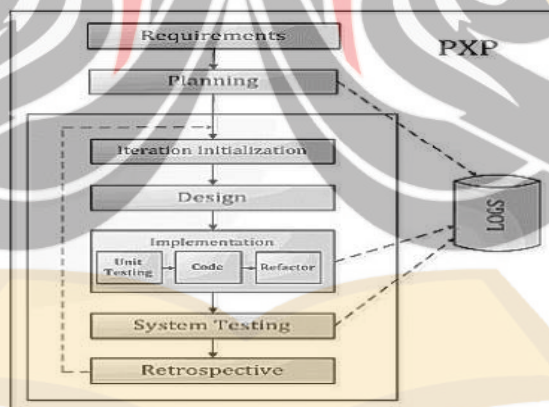 Requirements
PXP
Planning
Iteration Initialization
Design
LOGS
Implementation
Unit
Testing
Code
Refactor
System Testing
Retrospective